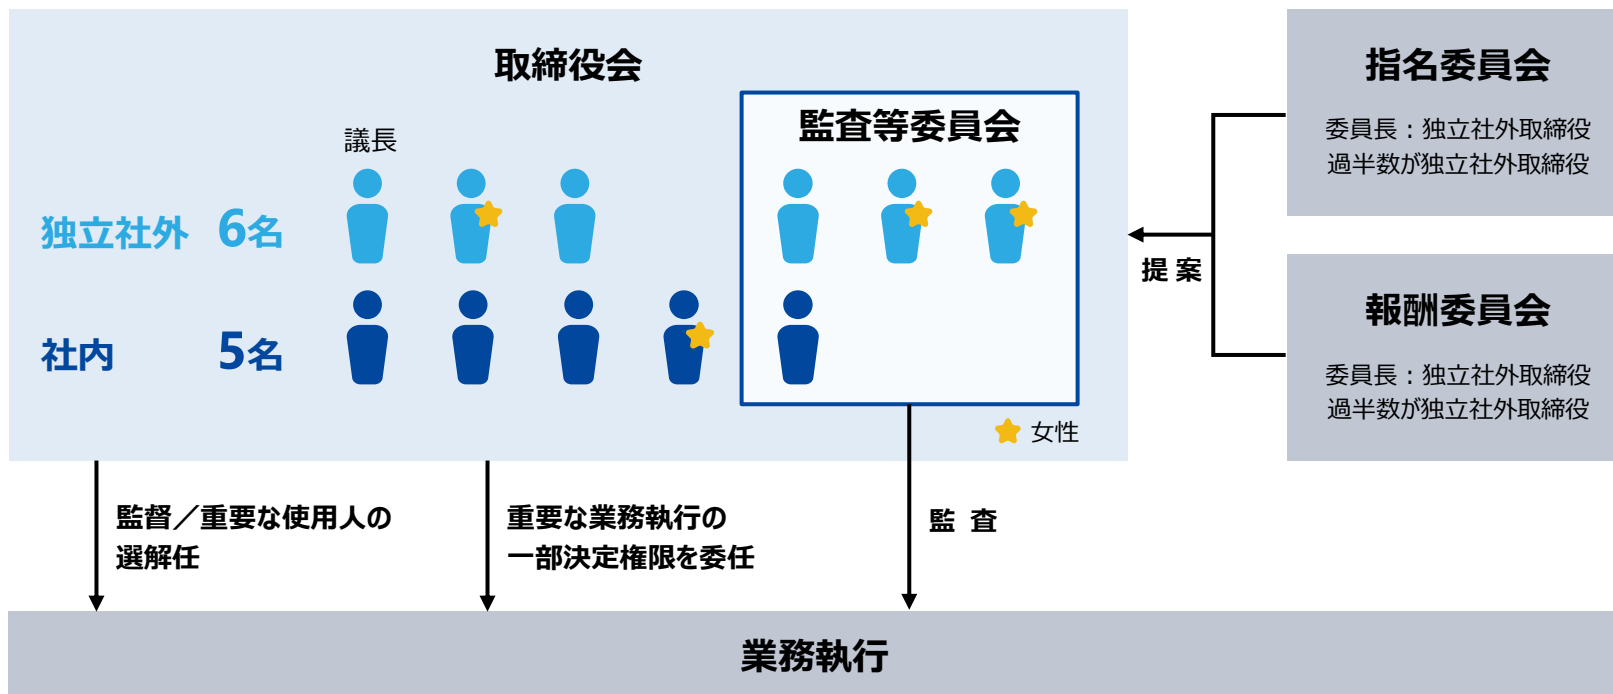 取締役会
監査等委員会
議長
独立社外 6名
社内 5名
女性
指名委員会
委員長：独立社外取締役
過半数が独立社外取締役
提案
報酬委員会
委員長：独立社外取締役
過半数が独立社外取締役
監督／重要な使用人の
選解任
重要な業務執行の
一部決定権限を委任
監査
業務執行